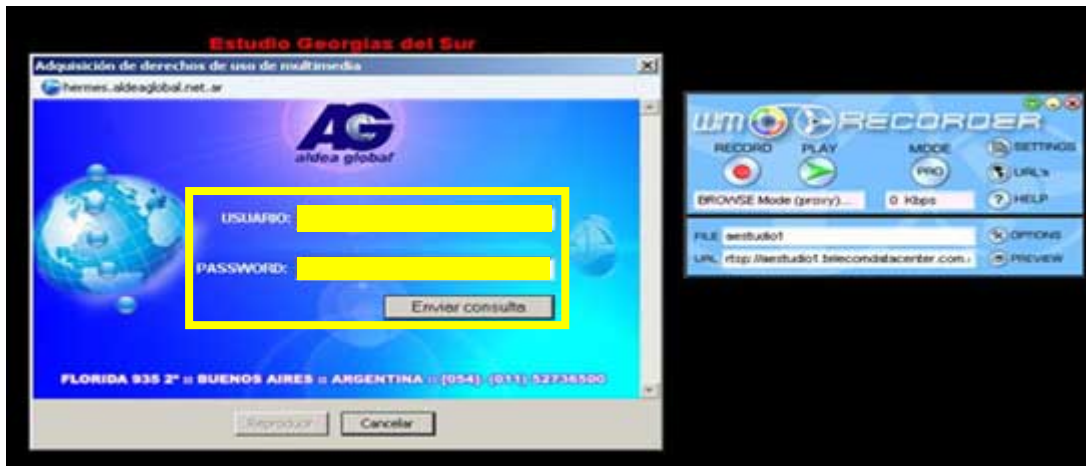 Estudio Georgias del Sur
Adquisición de derechos de uso de multimedia
hermes.aldeaglobal.net.ar
AG
aldea global
USUARIO:
PASSWORD:
Enviar consulta
FLORIDA 935 2º :: BUENOS AIRES :: ARGENTINA :: (054)-(011) 52736500
Reproducir
Cancelar
WM RECORDER
RECORD PLAY MODE SETTINGS
PRO URL's
BROWSE Mode (proxy)... 0 Kbps ? HELP
FILE aestudio1 OPTIONS
URL rtsp://aestudio1.telecomdatacenter.com. PREVIEW